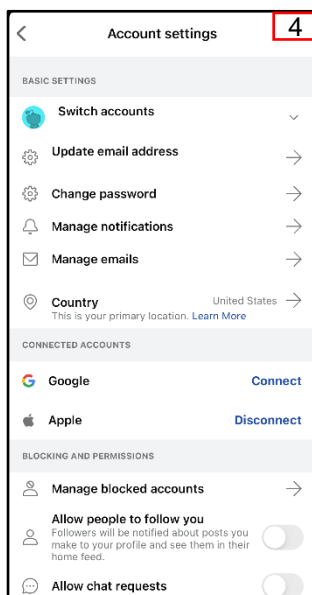 Account settings
4
BASIC SETTINGS
Switch accounts
Update email address
Change password
Manage notifications
Manage emails
Country
United States
This is your primary location. Learn More
CONNECTED ACCOUNTS
Google
Connect
Apple
Disconnect
BLOCKING AND PERMISSIONS
Manage blocked accounts
Allow people to follow you
Followers will be notified about posts you
make to your profile and see them in their
home feed.
Allow chat requests